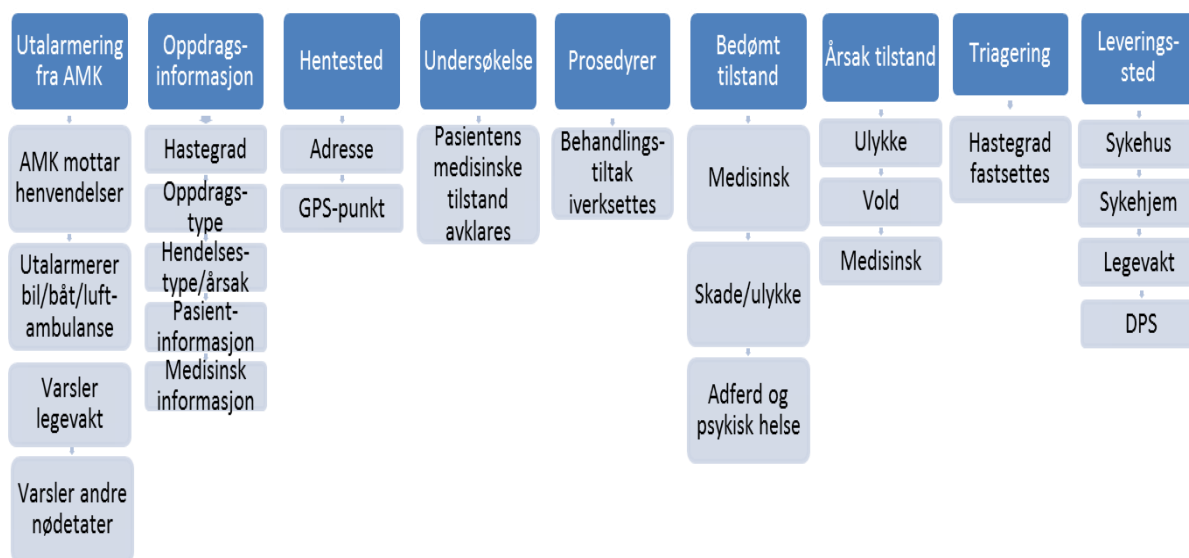 Utalarmering
fra AMK
AMK mottar
henvendelser
Utalarmerer
bil/båt/luft-
ambulanse
Varsler
legevakt
Varsler andre
nødetater
Oppdrags-
informasjon
Hastegrad
Oppdrags-
type
Hendelses-
type/årsak
Pasient-
informasjon
Medisinsk
informasjon
Hentested
Adresse
GPS-punkt
Undersøkelse
Pasientens
medisinske
tilstand
avklares
Prosedyrer
Behandlings-
tiltak
iverksettes
Bedømt
tilstand
Medisinsk
Skade/ulykke
Adferd og
psykisk helse
Årsak tilstand
Ulykke
Vold
Medisinsk
Triagering
Hastegrad
fastsettes
Leverings-
sted
Sykehus
Sykehjem
Legevakt
DPS